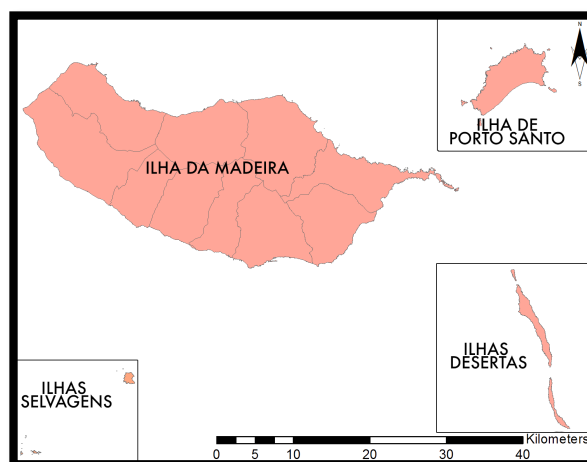 N
S
ILHA DE
PORTO SANTO
ILHA DA MADEIRA
ILHAS
DESERTAS
ILHAS
SELVAGENS
Kilometers
0 5 10 20 30 40